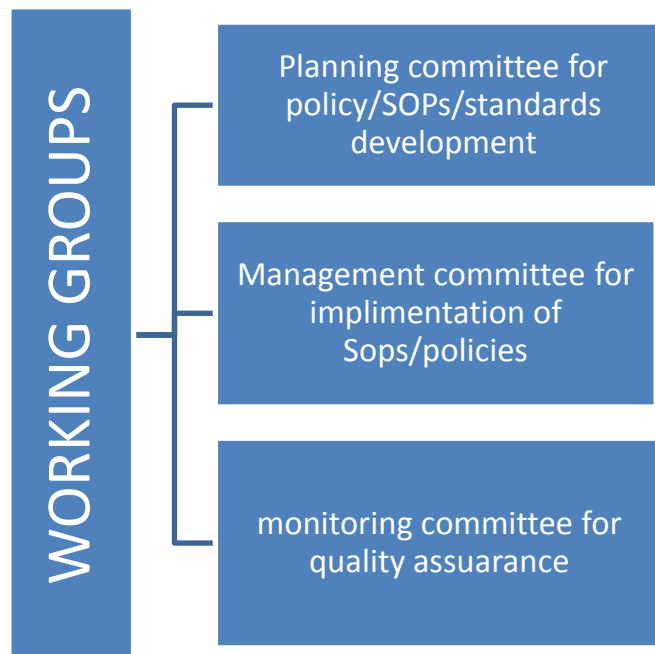 WORKING GROUPS
Planning committee for
policy/SOPs/standards
development
Management committee for
implimentation of
Sops/policies
monitoring committee for
quality assuarance